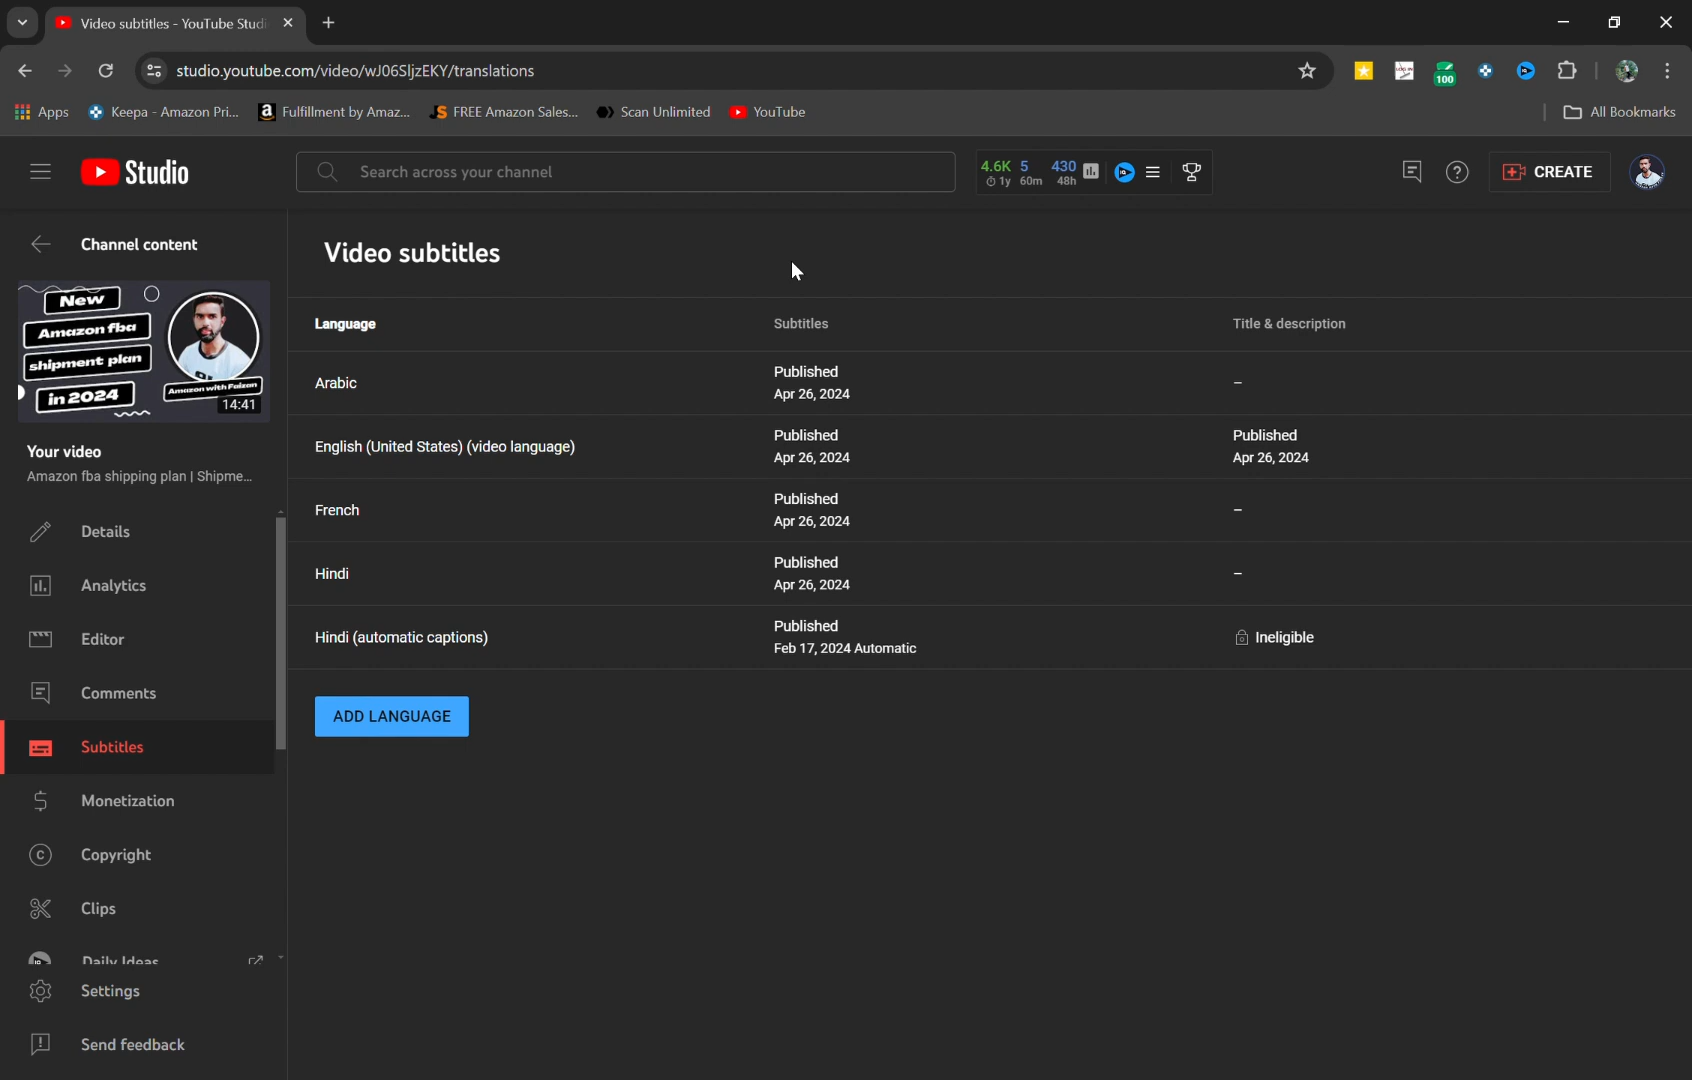 Video subtitles - YouTube Studi
studio.youtube.com/video/wJ06SljzEKY/translations
100
Apps
Keepa - Amazon Pri...
Fulfillment by Amaz...
FREE Amazon Sales...
Scan Unlimited
YouTube
All Bookmarks
Studio
Search across your channel
4.6K 5 430
1y 60m 48h
CREATE
Channel content
New
Amazon fba
shipment plan
in 2024
Amazon with Faizan
14:41
Your video
Amazon fba shipping plan | Shipme...
Details
Analytics
Editor
Comments
Subtitles
Monetization
Copyright
Clips
Daily Ideas
Settings
Send feedback
Video subtitles
Language Subtitles Title & description
Arabic Published –
Apr 26, 2024
English (United States) (video language) Published Published
Apr 26, 2024 Apr 26, 2024
French Published –
Apr 26, 2024
Hindi Published –
Apr 26, 2024
Hindi (automatic captions) Published Ineligible
Feb 17, 2024 Automatic
ADD LANGUAGE